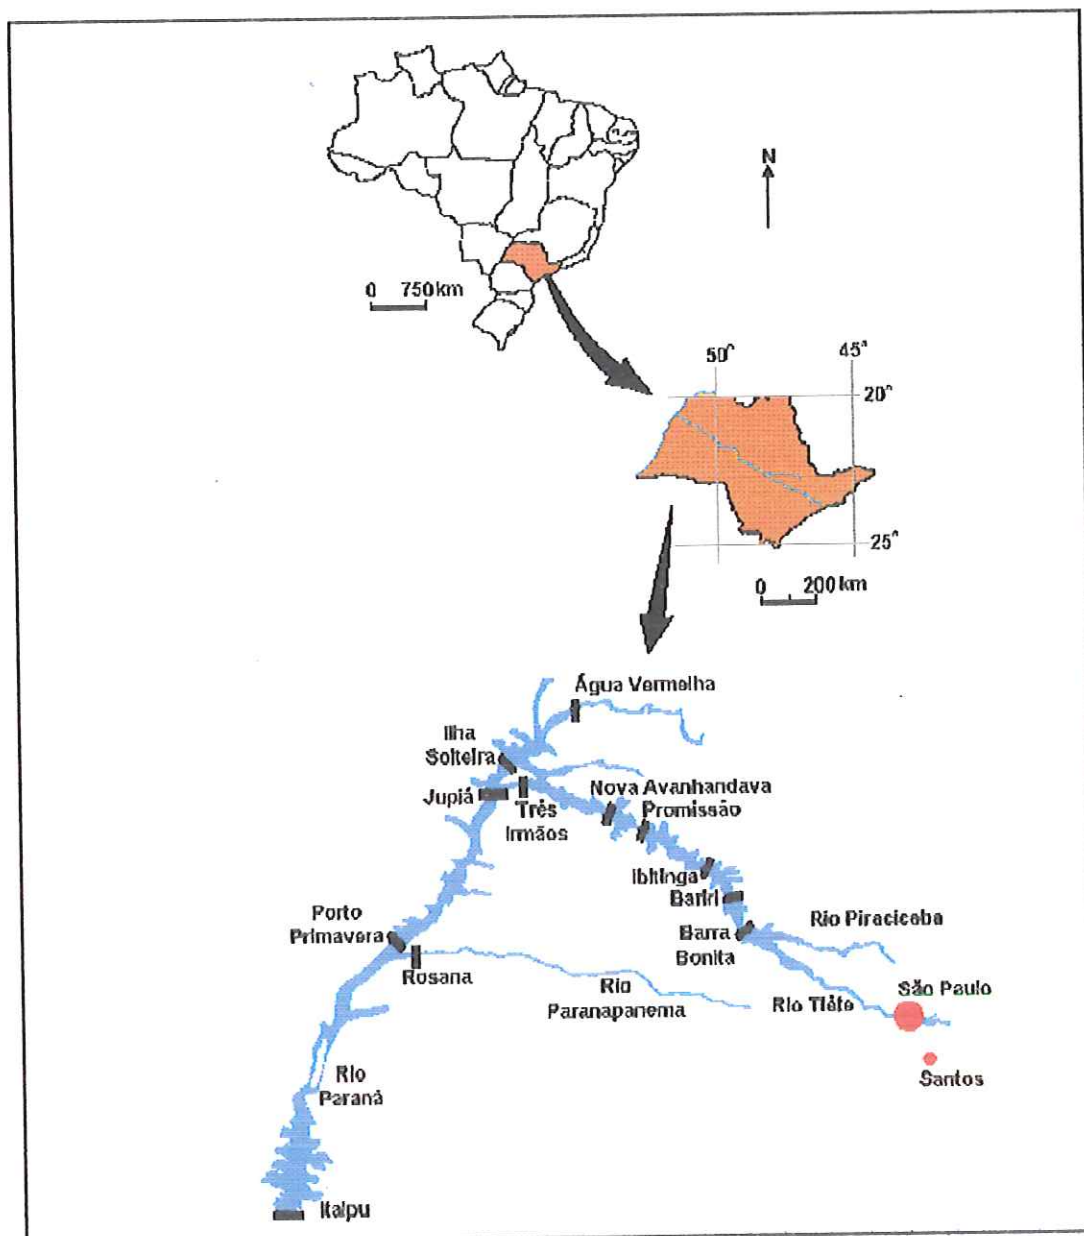 N
0 750km
50°
45°
20°
25°
0 200km
Água Vermelha
Ilha
Solteira
Jupiá
Três
Irmãos
Nova Avanhandava
Promissão
Ibitinga
Bariri
Barra
Bonita
Rio Piracicaba
Porto
Primavera
Rosana
Rio
Paranapanema
Rio Tiête
São Paulo
Santos
Rio
Paraná
Itaipu